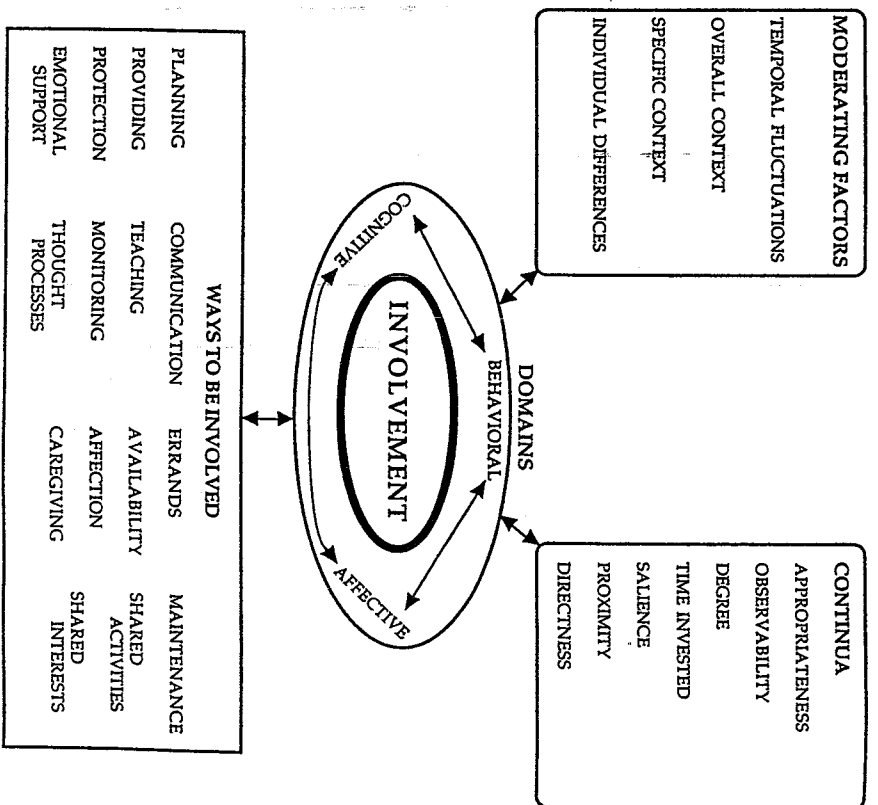 MODERATING FACTORS
TEMPORAL FLUCTUATIONS
OVERALL CONTEXT
SPECIFIC CONTEXT
INDIVIDUAL DIFFERENCES
CONTINUA
APPROPRIATENESS
OBSERVABILITY
DEGREE
TIME INVESTED
SALIENCE
PROXIMITY
DIRECTNESS
DOMAINS
BEHAVIORAL
COGNITIVE
AFFECTIVE
INVOLVEMENT
WAYS TO BE INVOLVED
PLANNING
PROVIDING
PROTECTION
EMOTIONAL
SUPPORT
COMMUNICATION
TEACHING
MONITORING
THOUGHT
PROCESSES
ERRANDS
AVAILABILITY
AFFECTION
CAREGIVING
MAINTENANCE
SHARED
ACTIVITIES
SHARED
INTERESTS